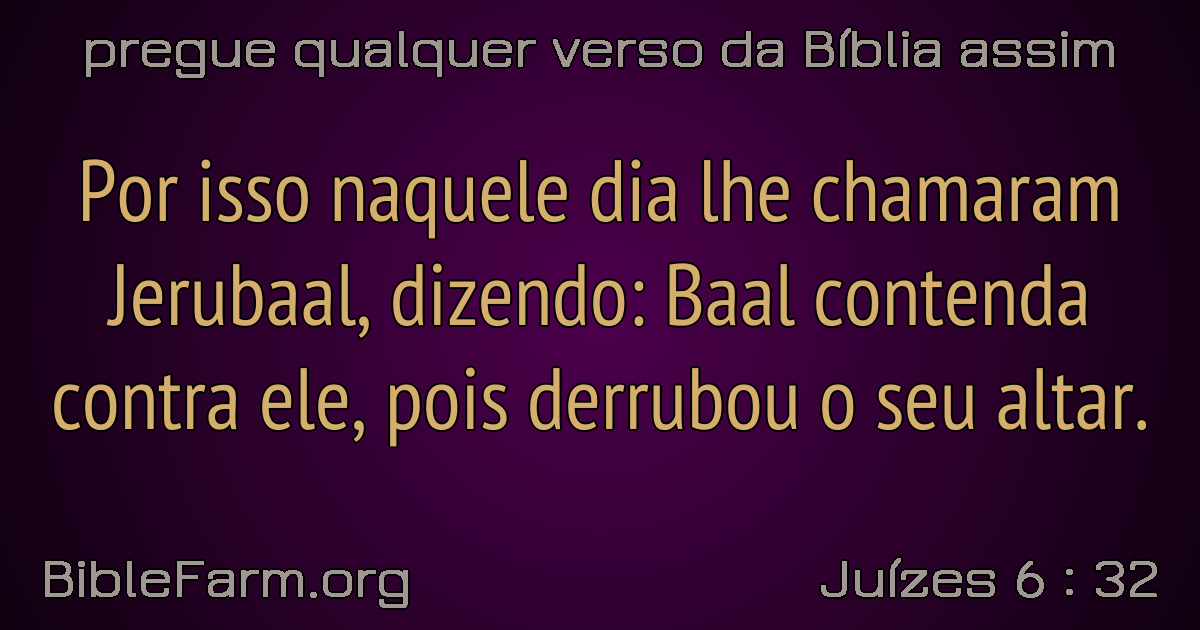 pregue qualquer verso da Bíblia assim
Por isso naquele dia lhe chamaram
Jerubaal, dizendo: Baal contenda
contra ele, pois derrubou o seu altar.
BibleFarm.org
Juízes 6 : 32